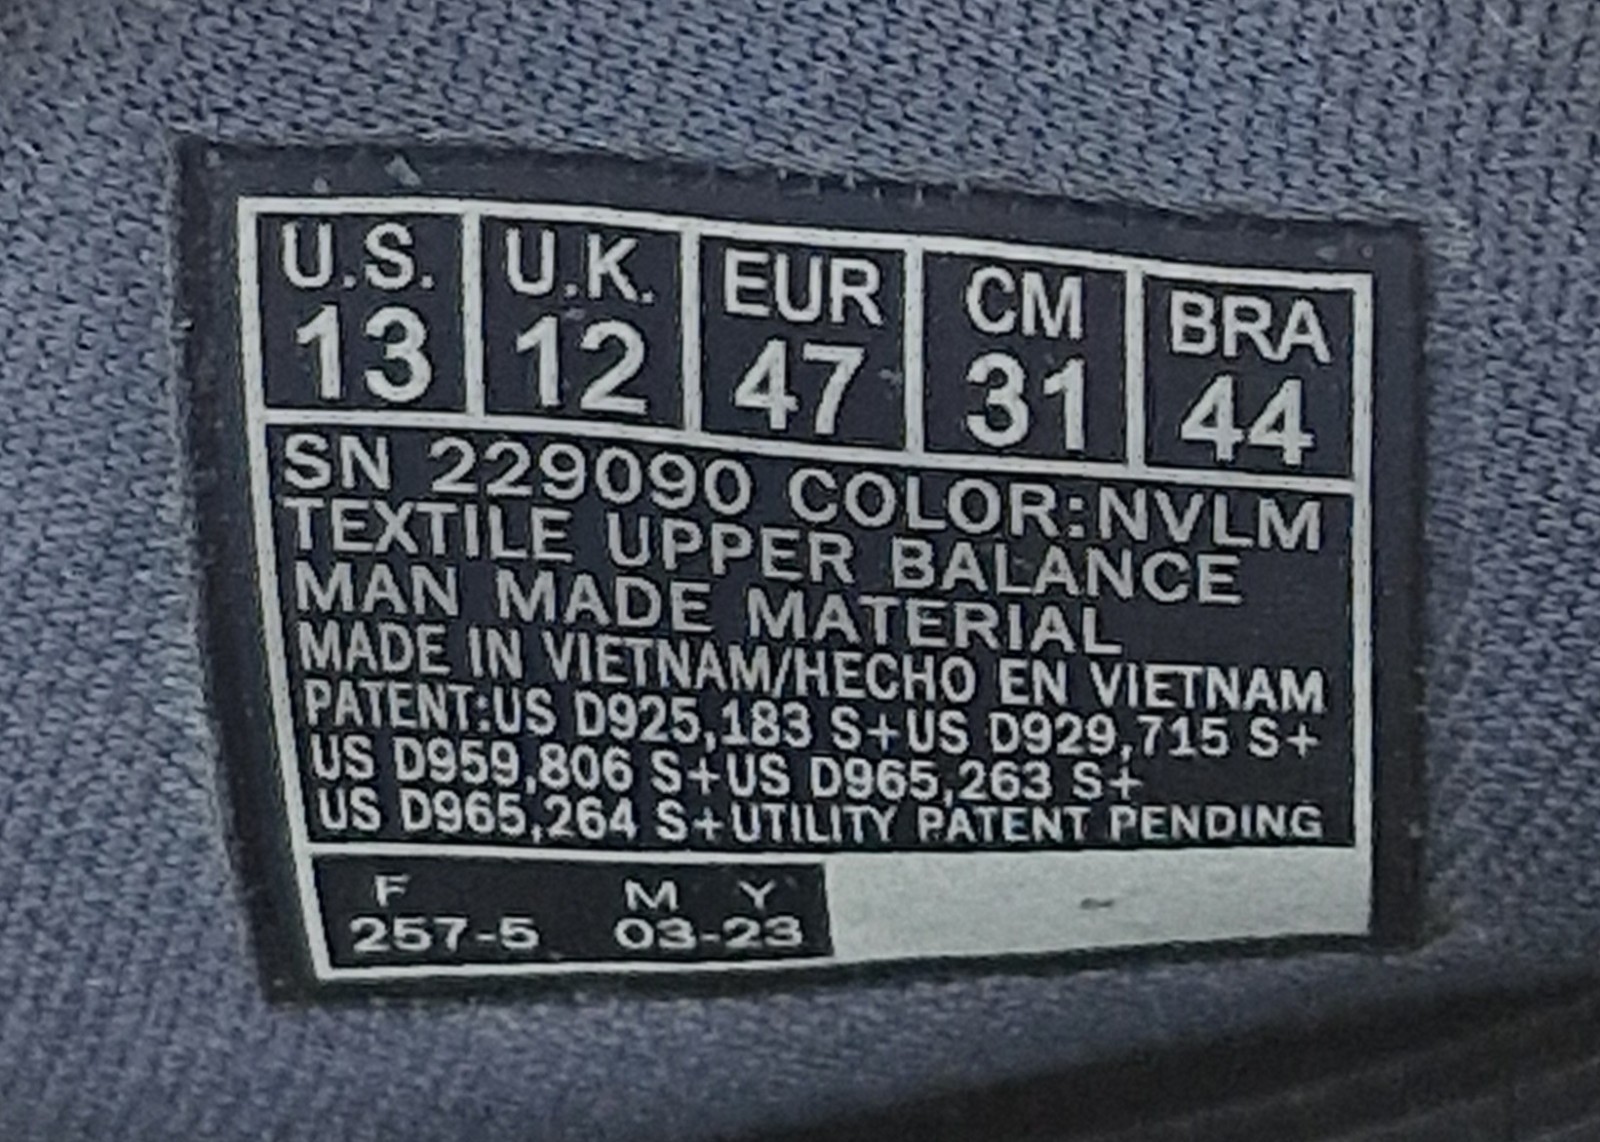 U.S. U.K. EUR CM BRA
13 12 47 31 44
SN 229090 COLOR:NVLM
TEXTILE UPPER BALANCE
MAN MADE MATERIAL
MADE IN VIETNAM/HECHO EN VIETNAM
PATENT:US D925,183 S+US D929,715 S+
US D959,806 S+US D965,263 S+
US D965,264 S+UTILITY PATENT PENDING
F M Y
257-5 03-23